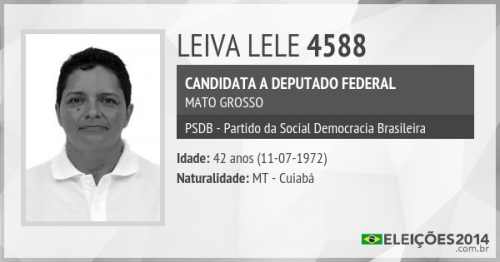 LEIVA LELE 4588
CANDIDATA A DEPUTADO FEDERAL
MATO GROSSO
PSDB - Partido da Social Democracia Brasileira
Idade: 42 anos (11-07-1972)
Naturalidade: MT - Cuiabá
ELEIÇÕES2014
.com.br